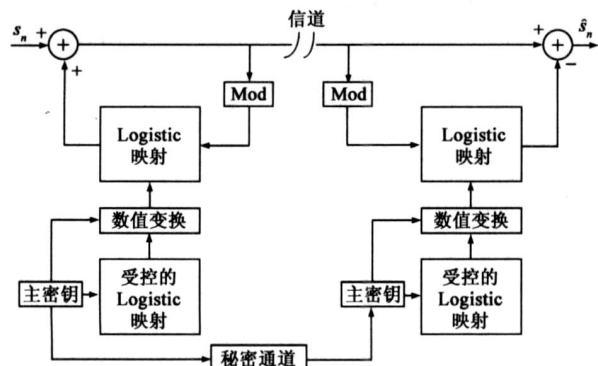 信道
s_n + + + ŝ_n
+ −
Mod Mod
Logistic
映射
Logistic
映射
数值变换 数值变换
主密钥
受控的
Logistic
映射
主密钥
受控的
Logistic
映射
秘密通道